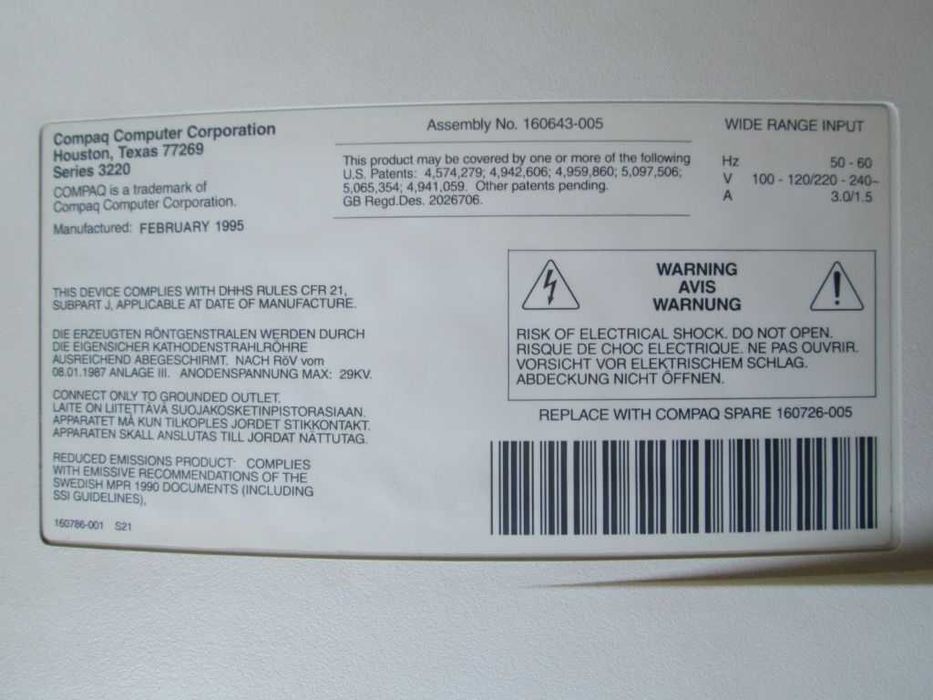 Compaq Computer Corporation
Houston, Texas 77269
Series 3220
COMPAQ is a trademark of
Compaq Computer Corporation.
Manufactured: FEBRUARY 1995
Assembly No. 160643-005
This product may be covered by one or more of the following
U.S. Patents: 4,574,279; 4,942,606; 4,959,860; 5,097,506;
5,065,354; 4,941,059. Other patents pending.
GB Regd.Des. 2026706.
WIDE RANGE INPUT
Hz 50 - 60
V 100 - 120/220 - 240~
A 3.0/1.5
THIS DEVICE COMPLIES WITH DHHS RULES CFR 21,
SUBPART J, APPLICABLE AT DATE OF MANUFACTURE.
DIE ERZEUGTEN RÖNTGENSTRALEN WERDEN DURCH
DIE EIGENSICHER KATHODENSTRAHLRÖHRE
AUSREICHEND ABGESCHIRMT. NACH RöV vom
08.01.1987 ANLAGE III. ANODENSPANNUNG MAX: 29KV.
CONNECT ONLY TO GROUNDED OUTLET.
LAITE ON LIITETTÄVÄ SUOJAKOSKETINPISTORASIAAN.
APPARATET MÅ KUN TILKOPLES JORDET STIKKONTAKT.
APPARATEN SKALL ANSLUTAS TILL JORDAT NÄTTUTAG.
REDUCED EMISSIONS PRODUCT- COMPLIES
WITH EMISSIVE RECOMMENDATIONS OF THE
SWEDISH MPR 1990 DOCUMENTS (INCLUDING
SSI GUIDELINES),
160786-001 S21
WARNING
AVIS
WARNUNG
RISK OF ELECTRICAL SHOCK. DO NOT OPEN.
RISQUE DE CHOC ELECTRIQUE. NE PAS OUVRIR.
VORSICHT VOR ELEKTRISCHEM SCHLAG.
ABDECKUNG NICHT ÖFFNEN.
REPLACE WITH COMPAQ SPARE 160726-005